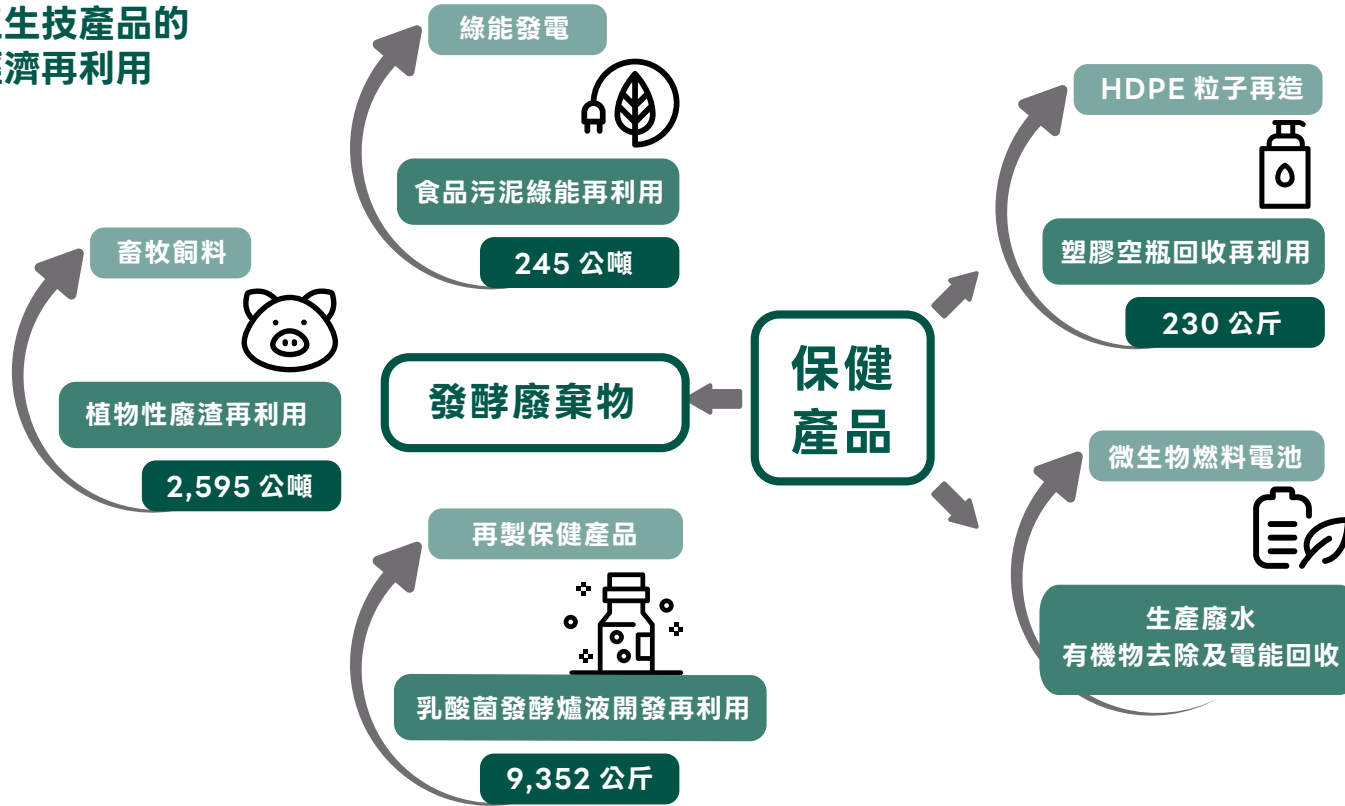 生技產品的
濟再利用
綠能發電
食品污泥綠能再利用
245 公噸
畜牧飼料
植物性廢渣再利用
2,595 公噸
發酵廢棄物
保健
產品
再製保健產品
乳酸菌發酵爐液開發再利用
9,352 公斤
HDPE 粒子再造
塑膠空瓶回收再利用
230 公斤
微生物燃料電池
生產廢水
有機物去除及電能回收